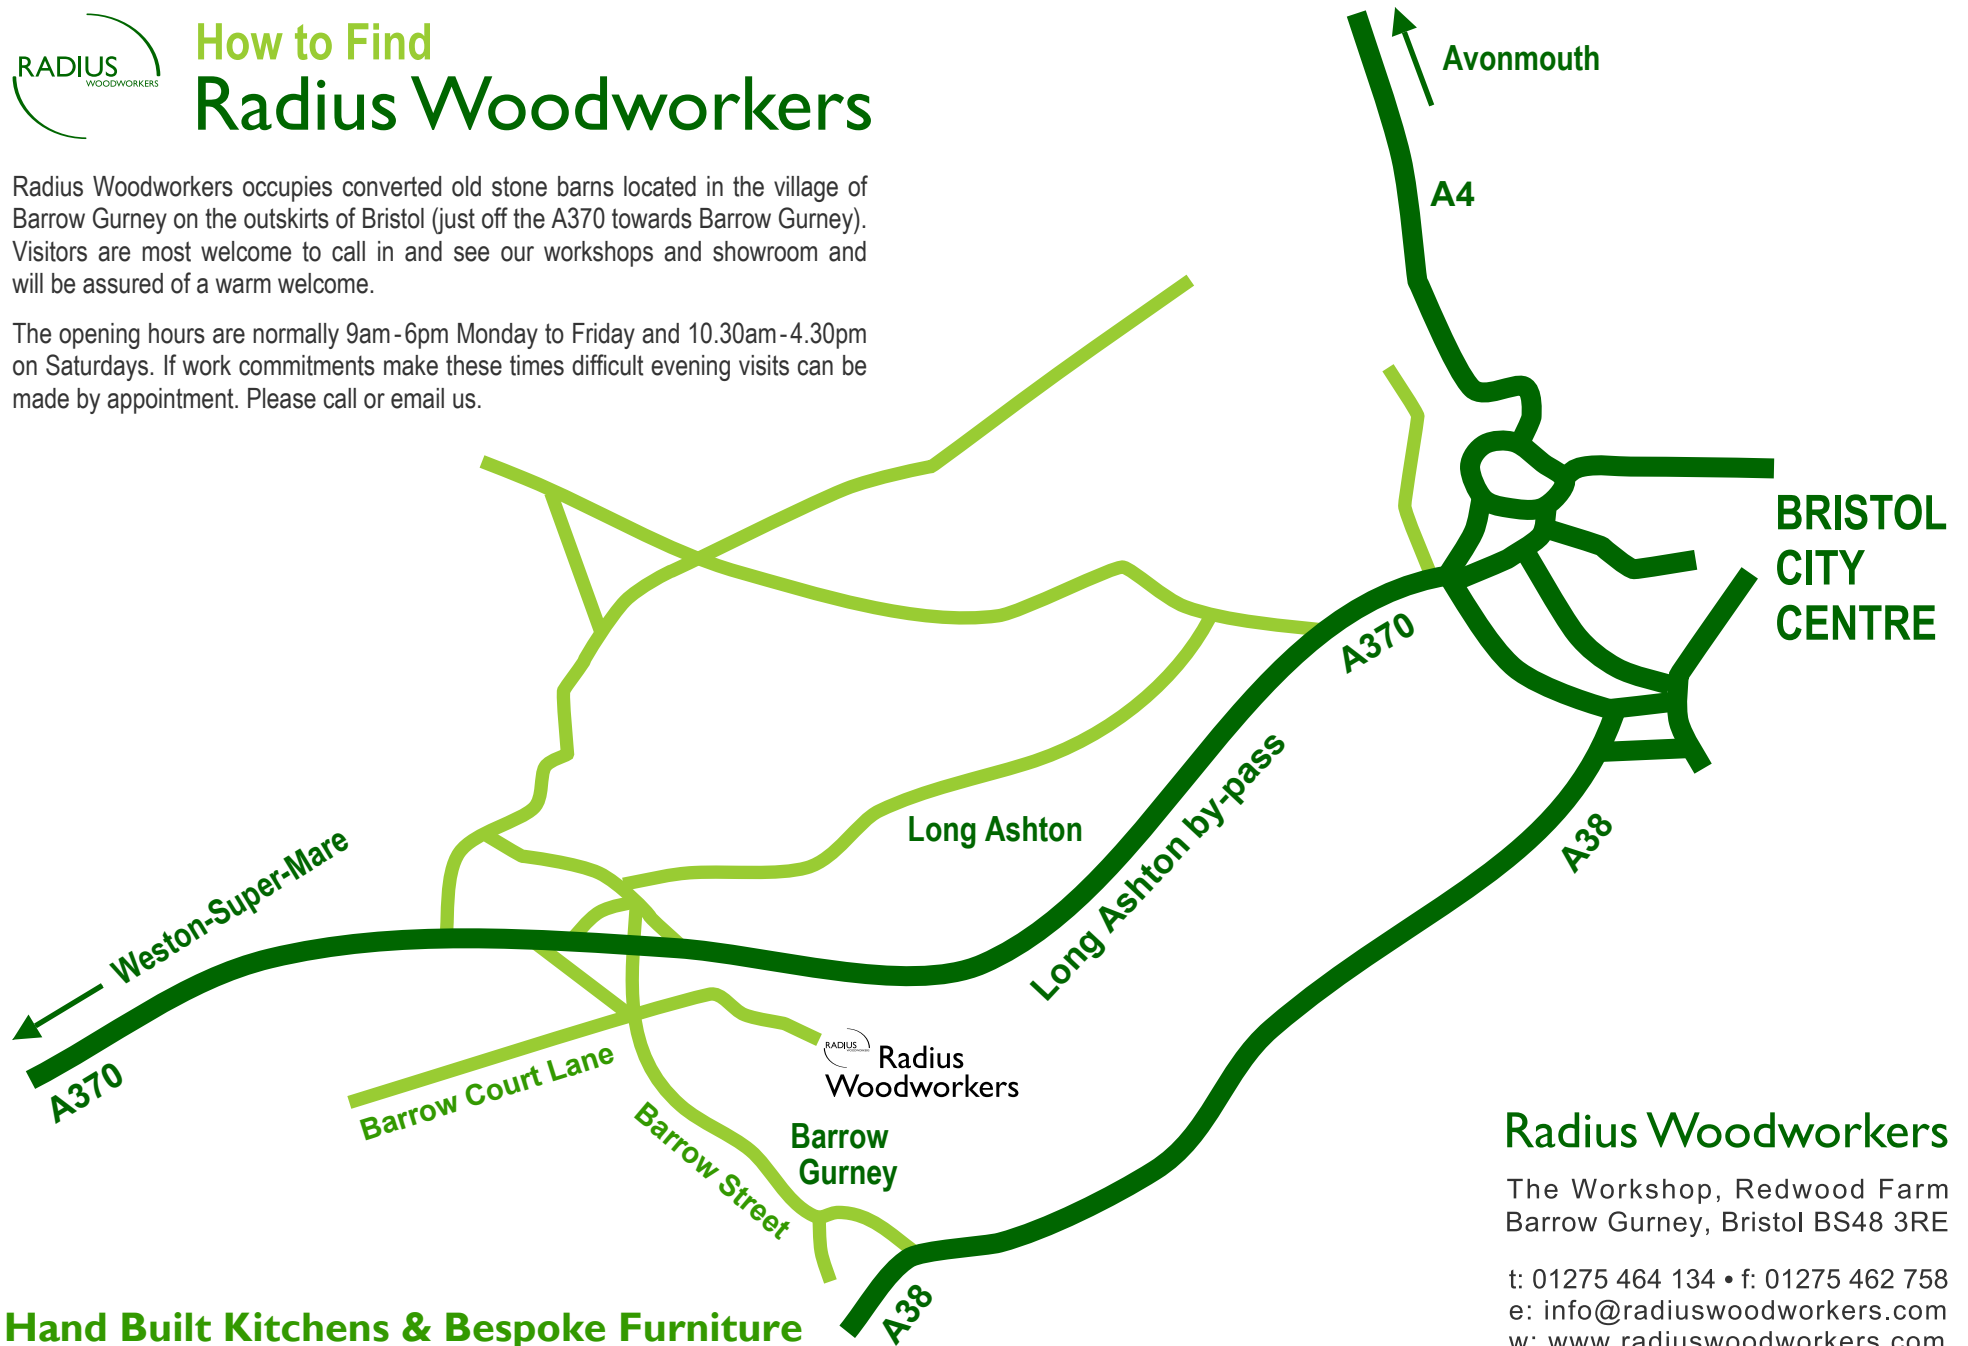 RADIUS
WOODWORKERS
How to Find
Radius Woodworkers
Radius Woodworkers occupies converted old stone barns located in the village of
Barrow Gurney on the outskirts of Bristol (just off the A370 towards Barrow Gurney).
Visitors are most welcome to call in and see our workshops and showroom and
will be assured of a warm welcome.
The opening hours are normally 9am-6pm Monday to Friday and 10.30am-4.30pm
on Saturdays. If work commitments make these times difficult evening visits can be
made by appointment. Please call or email us.
Avonmouth
A4
BRISTOL
CITY
CENTRE
A370
Long Ashton by-pass
Long Ashton
A38
Weston-Super-Mare
A370
Barrow Court Lane
RADIUS
WOODWORKERS
Radius
Woodworkers
Barrow Street
Barrow
Gurney
A38
Hand Built Kitchens & Bespoke Furniture
Radius Woodworkers
The Workshop, Redwood Farm
Barrow Gurney, Bristol BS48 3RE
t: 01275 464 134 • f: 01275 462 758
e: info@radiuswoodworkers.com
w: www.radiuswoodworkers.com